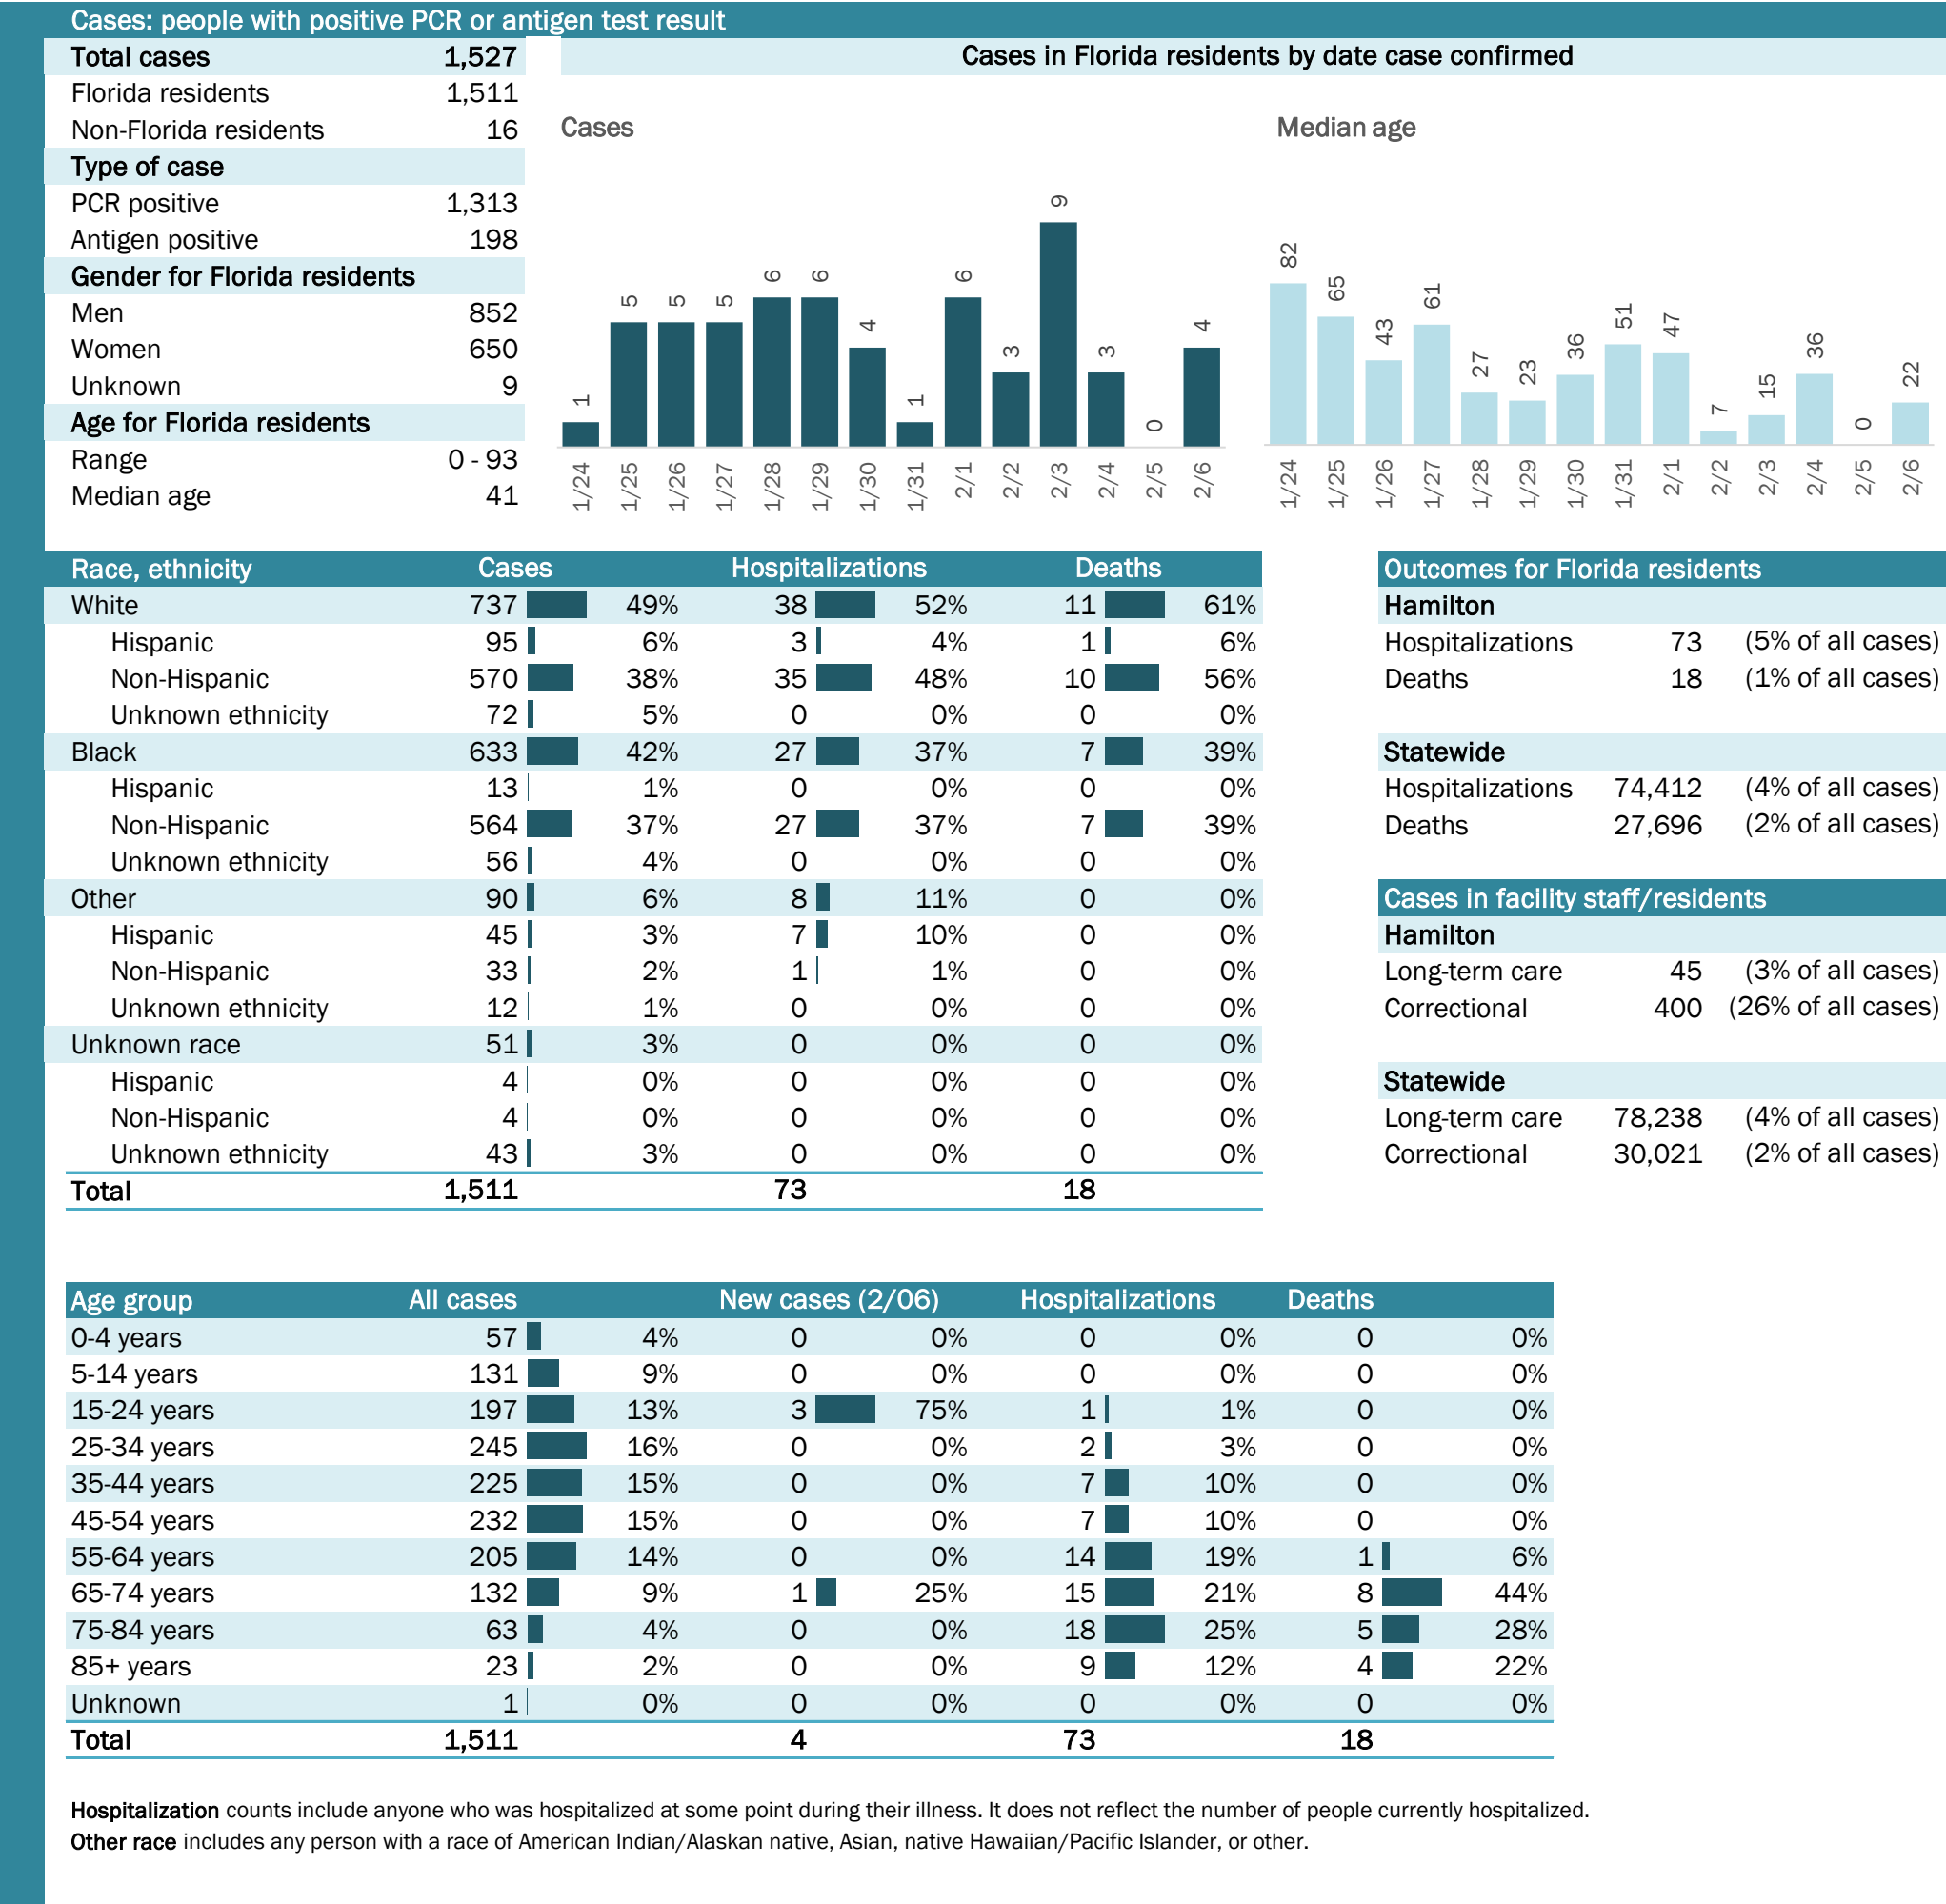 Cases: people with positive PCR or antigen test result
Total cases 1,527
Florida residents 1,511
Non-Florida residents 16
Type of case
PCR positive 1,313
Antigen positive 198
Gender for Florida residents
Men 852
Women 650
Unknown 9
Age for Florida residents
Range 0 - 93
Median age 41
Cases in Florida residents by date case confirmed
Cases
1 5 5 5 6 6 4 1 6 3 9 3 0 4
1/24 1/25 1/26 1/27 1/28 1/29 1/30 1/31 2/1 2/2 2/3 2/4 2/5 2/6
Median age
82 65 43 61 27 23 36 51 47 7 15 36 0 22
1/24 1/25 1/26 1/27 1/28 1/29 1/30 1/31 2/1 2/2 2/3 2/4 2/5 2/6
Race, ethnicity Cases Hospitalizations Deaths
White 737 49% 38 52% 11 61%
Hispanic 95 6% 3 4% 1 6%
Non-Hispanic 570 38% 35 48% 10 56%
Unknown ethnicity 72 5% 0 0% 0 0%
Black 633 42% 27 37% 7 39%
Hispanic 13 1% 0 0% 0 0%
Non-Hispanic 564 37% 27 37% 7 39%
Unknown ethnicity 56 4% 0 0% 0 0%
Other 90 6% 8 11% 0 0%
Hispanic 45 3% 7 10% 0 0%
Non-Hispanic 33 2% 1 1% 0 0%
Unknown ethnicity 12 1% 0 0% 0 0%
Unknown race 51 3% 0 0% 0 0%
Hispanic 4 0% 0 0% 0 0%
Non-Hispanic 4 0% 0 0% 0 0%
Unknown ethnicity 43 3% 0 0% 0 0%
Total 1,511 73 18
Outcomes for Florida residents
Hamilton
Hospitalizations 73 (5% of all cases)
Deaths 18 (1% of all cases)
Statewide
Hospitalizations 74,412 (4% of all cases)
Deaths 27,696 (2% of all cases)
Cases in facility staff/residents
Hamilton
Long-term care 45 (3% of all cases)
Correctional 400 (26% of all cases)
Statewide
Long-term care 78,238 (4% of all cases)
Correctional 30,021 (2% of all cases)
Age group All cases New cases (2/06) Hospitalizations Deaths
0-4 years 57 4% 0 0% 0 0% 0 0%
5-14 years 131 9% 0 0% 0 0% 0 0%
15-24 years 197 13% 3 75% 1 1% 0 0%
25-34 years 245 16% 0 0% 2 3% 0 0%
35-44 years 225 15% 0 0% 7 10% 0 0%
45-54 years 232 15% 0 0% 7 10% 0 0%
55-64 years 205 14% 0 0% 14 19% 1 6%
65-74 years 132 9% 1 25% 15 21% 8 44%
75-84 years 63 4% 0 0% 18 25% 5 28%
85+ years 23 2% 0 0% 9 12% 4 22%
Unknown 1 0% 0 0% 0 0% 0 0%
Total 1,511 4 73 18
Hospitalization counts include anyone who was hospitalized at some point during their illness. It does not reflect the number of people currently hospitalized.
Other race includes any person with a race of American Indian/Alaskan native, Asian, native Hawaiian/Pacific Islander, or other.